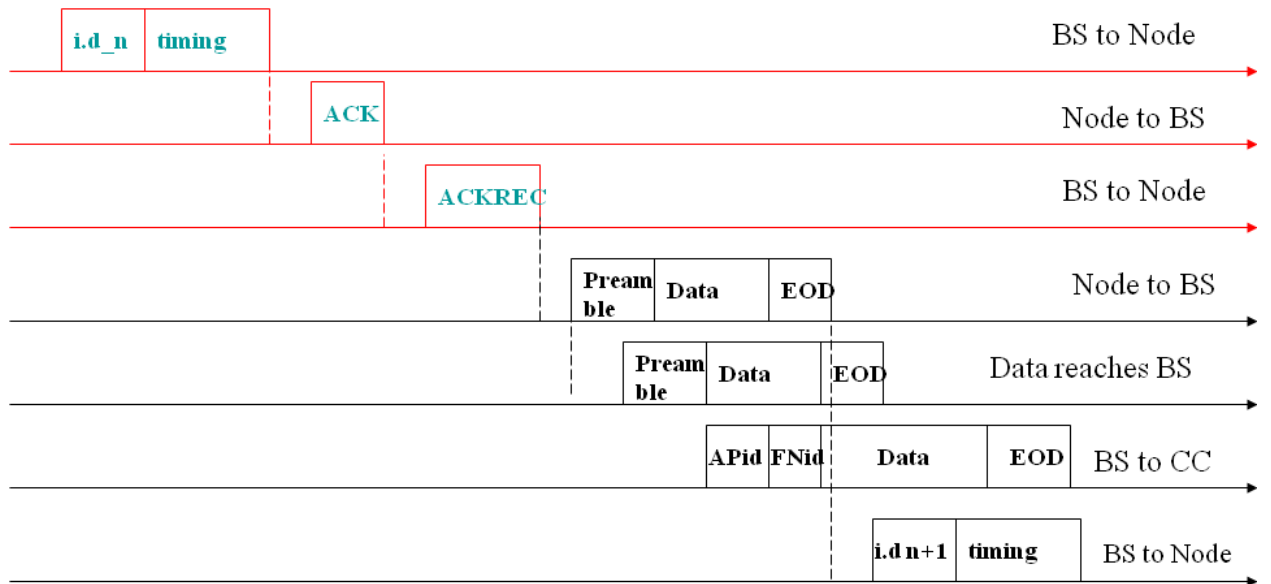 i.d_n timing BS to Node
ACK Node to BS
ACKREC BS to Node
Pream
ble Data EOD Node to BS
Pream
ble Data EOD Data reaches BS
APid FNid Data EOD BS to CC
i.d n+1 timing BS to Node